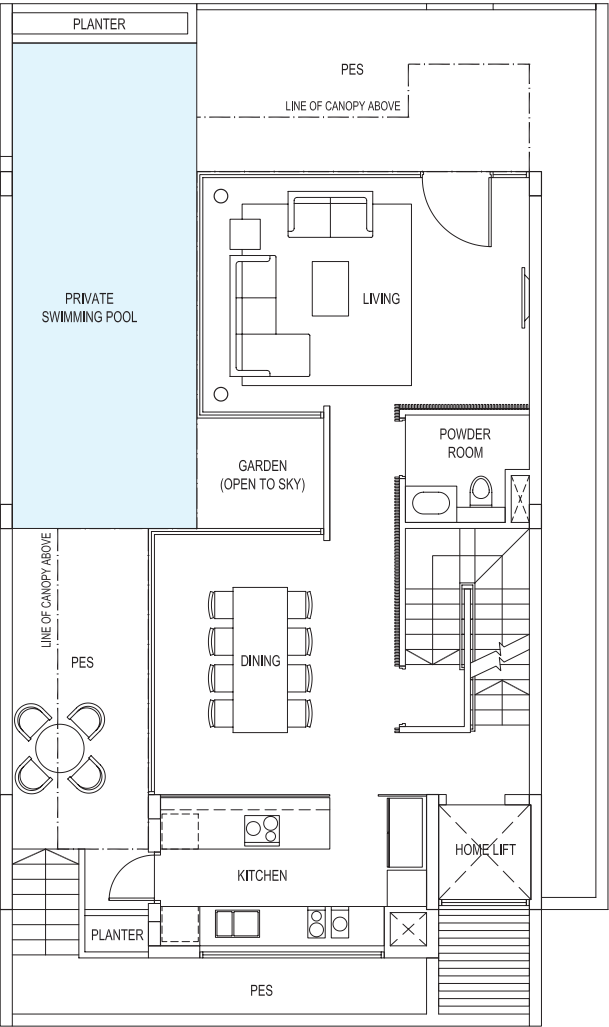 PLANTER
PES
LINE OF CANOPY ABOVE
PRIVATE
SWIMMING POOL
LIVING
POWDER
ROOM
GARDEN
(OPEN TO SKY)
LINE OF CANOPY ABOVE
PES
DINING
HOME LIFT
KITCHEN
PLANTER
PES